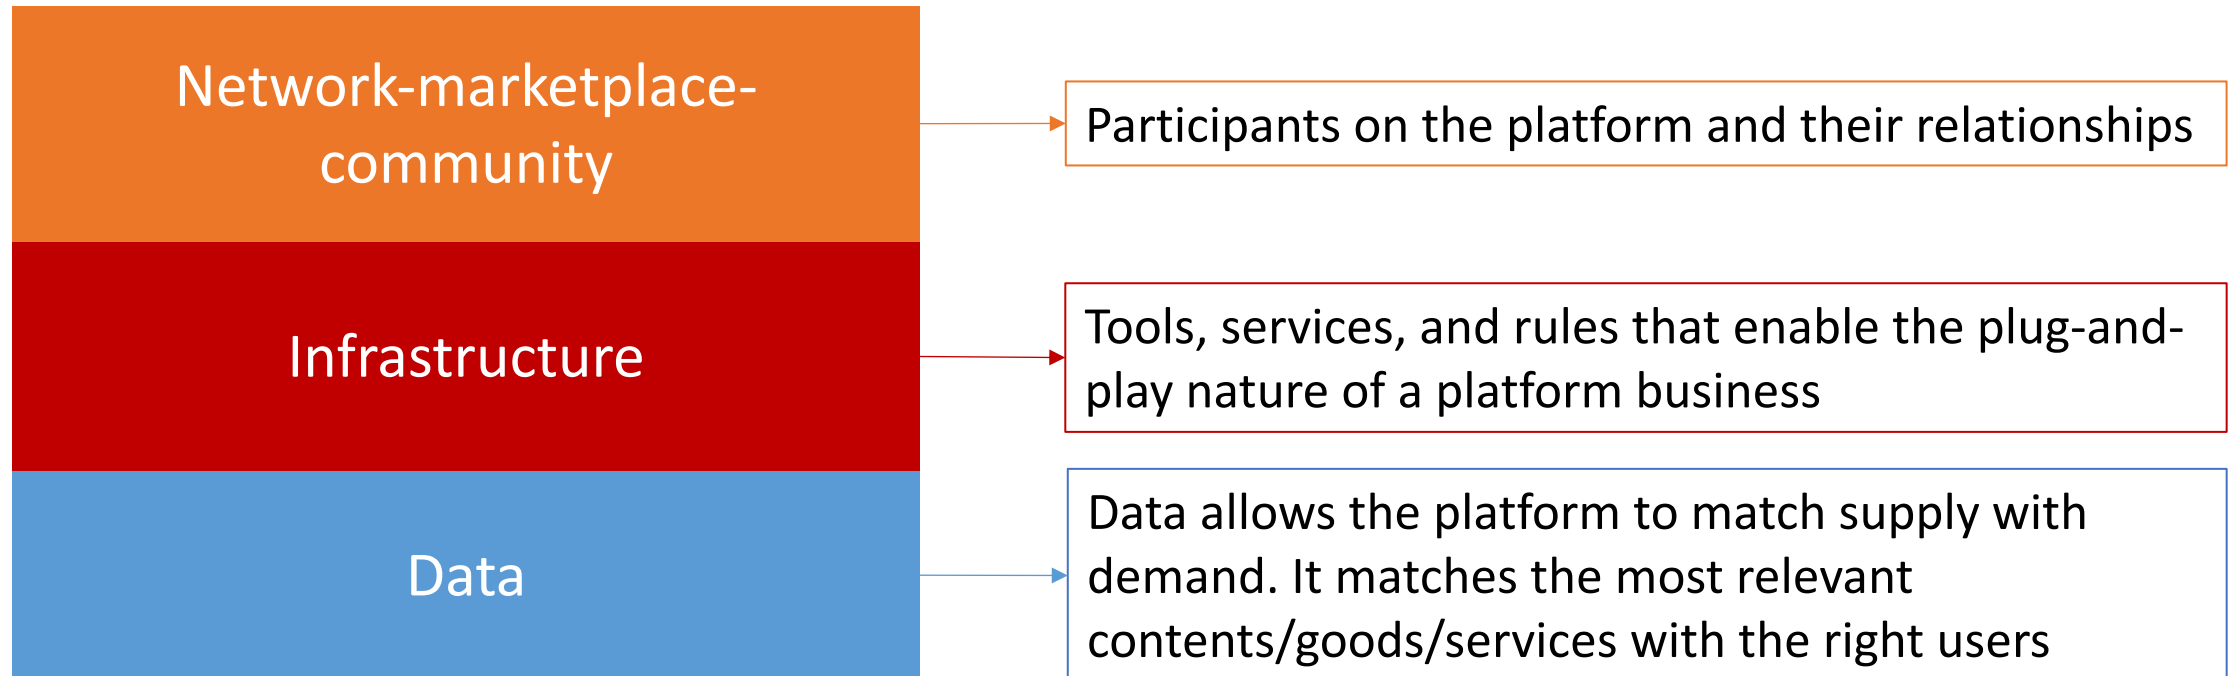 Network-marketplace-
community
Participants on the platform and their relationships
Infrastructure
Tools, services, and rules that enable the plug-and-
play nature of a platform business
Data
Data allows the platform to match supply with
demand. It matches the most relevant
contents/goods/services with the right users